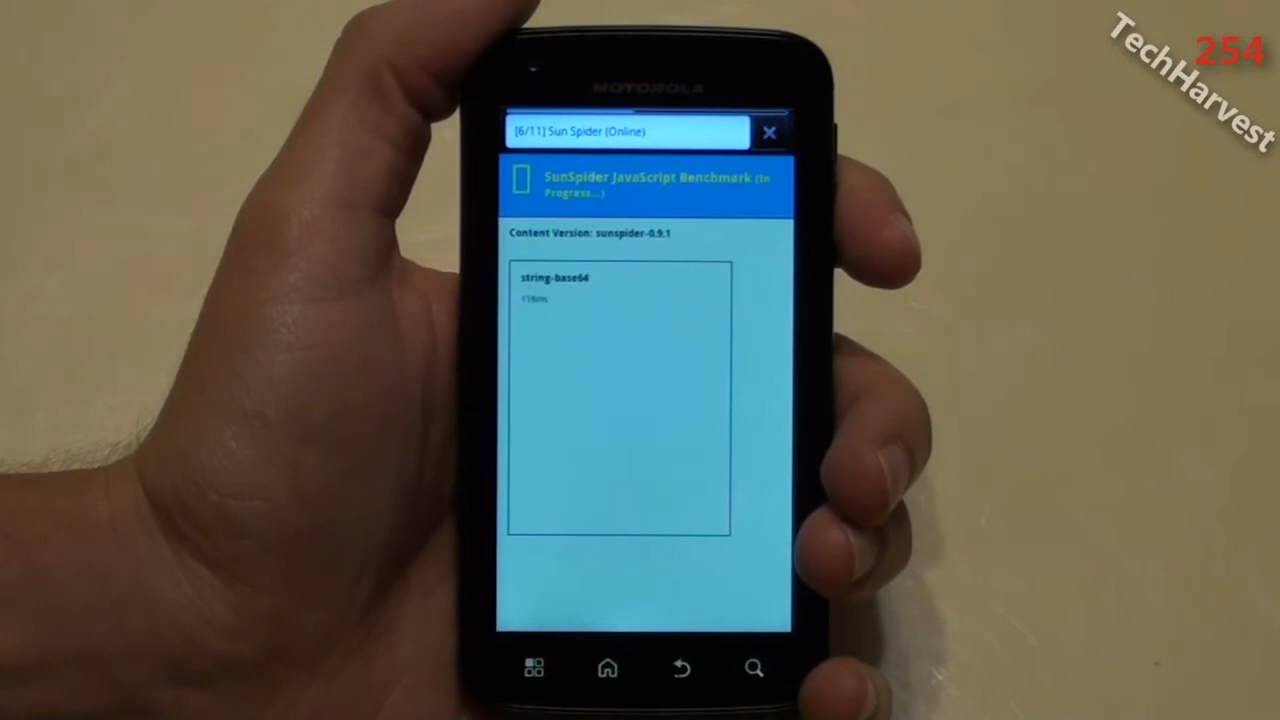 254
TechHarvest
MOTOROLA
[6/11] Sun Spider (Online)
SunSpider JavaScript Benchmark (In
Progress...)
Content Version: sunspider-0.9.1
string-base64